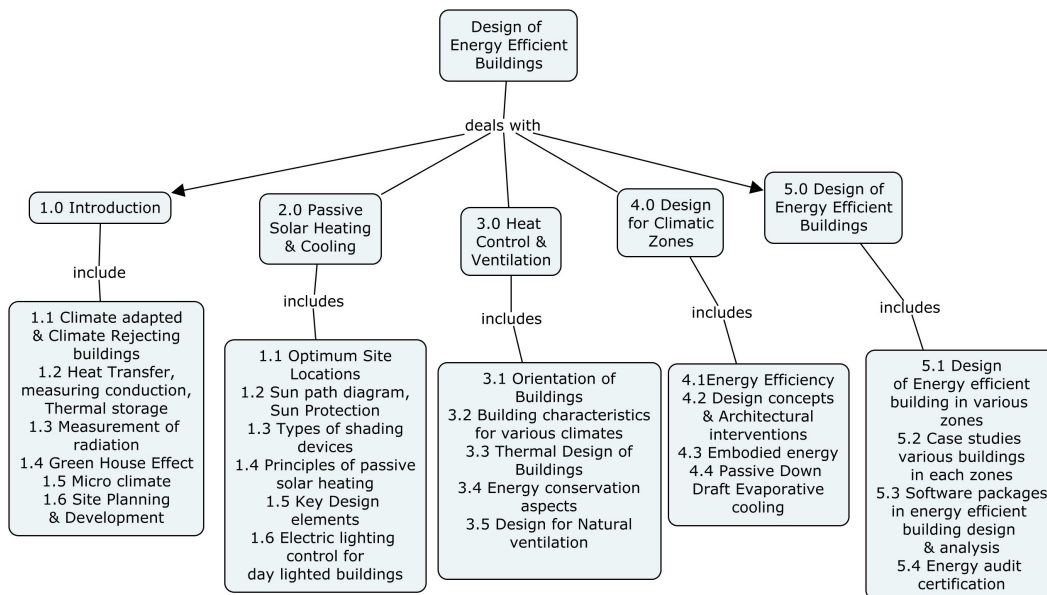 Design of
Energy Efficient
Buildings
deals with
1.0 Introduction
2.0 Passive
Solar Heating
& Cooling
3.0 Heat
Control &
Ventilation
4.0 Design
for Climatic
Zones
5.0 Design of
Energy Efficient
Buildings
include
1.1 Climate adapted
& Climate Rejecting
buildings
1.2 Heat Transfer,
measuring conduction,
Thermal storage
1.3 Measurement of
radiation
1.4 Green House Effect
1.5 Micro climate
1.6 Site Planning
& Development
includes
1.1 Optimum Site
Locations
1.2 Sun path diagram,
Sun Protection
1.3 Types of shading
devices
1.4 Principles of passive
solar heating
1.5 Key Design
elements
1.6 Electric lighting
control for
day lighted buildings
includes
3.1 Orientation of
Buildings
3.2 Building characteristics
for various climates
3.3 Thermal Design of
Buildings
3.4 Energy conservation
aspects
3.5 Design for Natural
ventilation
includes
4.1Energy Efficiency
4.2 Design concepts
& Architectural
interventions
4.3 Embodied energy
4.4 Passive Down
Draft Evaporative
cooling
includes
5.1 Design
of Energy efficient
building in various
zones
5.2 Case studies
various buildings
in each zones
5.3 Software packages
in energy efficient
building design
& analysis
5.4 Energy audit
certification